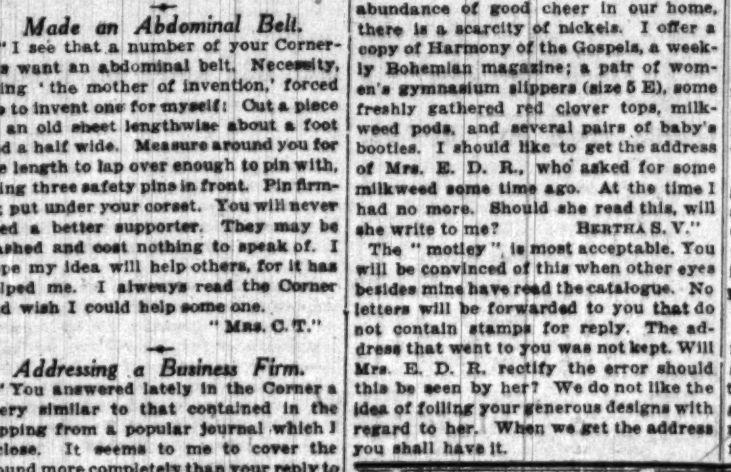 Made an Abdominal Belt.
" I see that a number of your Corner-
want an abdominal belt. Necessity,
ing ' the mother of invention,' forced
to invent one for myself: Cut a piece
an old sheet lengthwise about a foot
d a half wide. Measure around you for
e length to lap over enough to pin with,
ing three safety pins in front. Pin firm-
put under your corset. You will never
ed a better supporter. They may be
ashed and cost nothing to speak of. I
pe my idea will help others, for it has
lped me. I always read the Corner
d wish I could help some one.
" MRS. C. T."
Addressing a Business Firm.
" You answered lately in the Corner a
ery similar to that contained in the
pping from a popular journal which I
close. It seems to me to cover the
ound more completely than your reply to
abundance of good cheer in our home,
there is a scarcity of nickels. I offer a
copy of Harmony of the Gospels, a week-
ly Bohemian magazine; a pair of wom-
en's gymnasium slippers (size 5 E), some
freshly gathered red clover tops, milk-
weed pods, and several pairs of baby's
booties. I should like to get the address
of Mrs. E. D. R., who asked for some
milkweed some time ago. At the time I
had no more. Should she read this, will
she write to me? BERTHA S. V."
The " motley " is most acceptable. You
will be convinced of this when other eyes
besides mine have read the catalogue. No
letters will be forwarded to you that do
not contain stamps for reply. The ad-
dress that went to you was not kept. Will
Mrs. E. D. R. rectify the error should
this be seen by her? We do not like the
idea of foiling your generous designs with
regard to her. When we get the address
you shall have it.